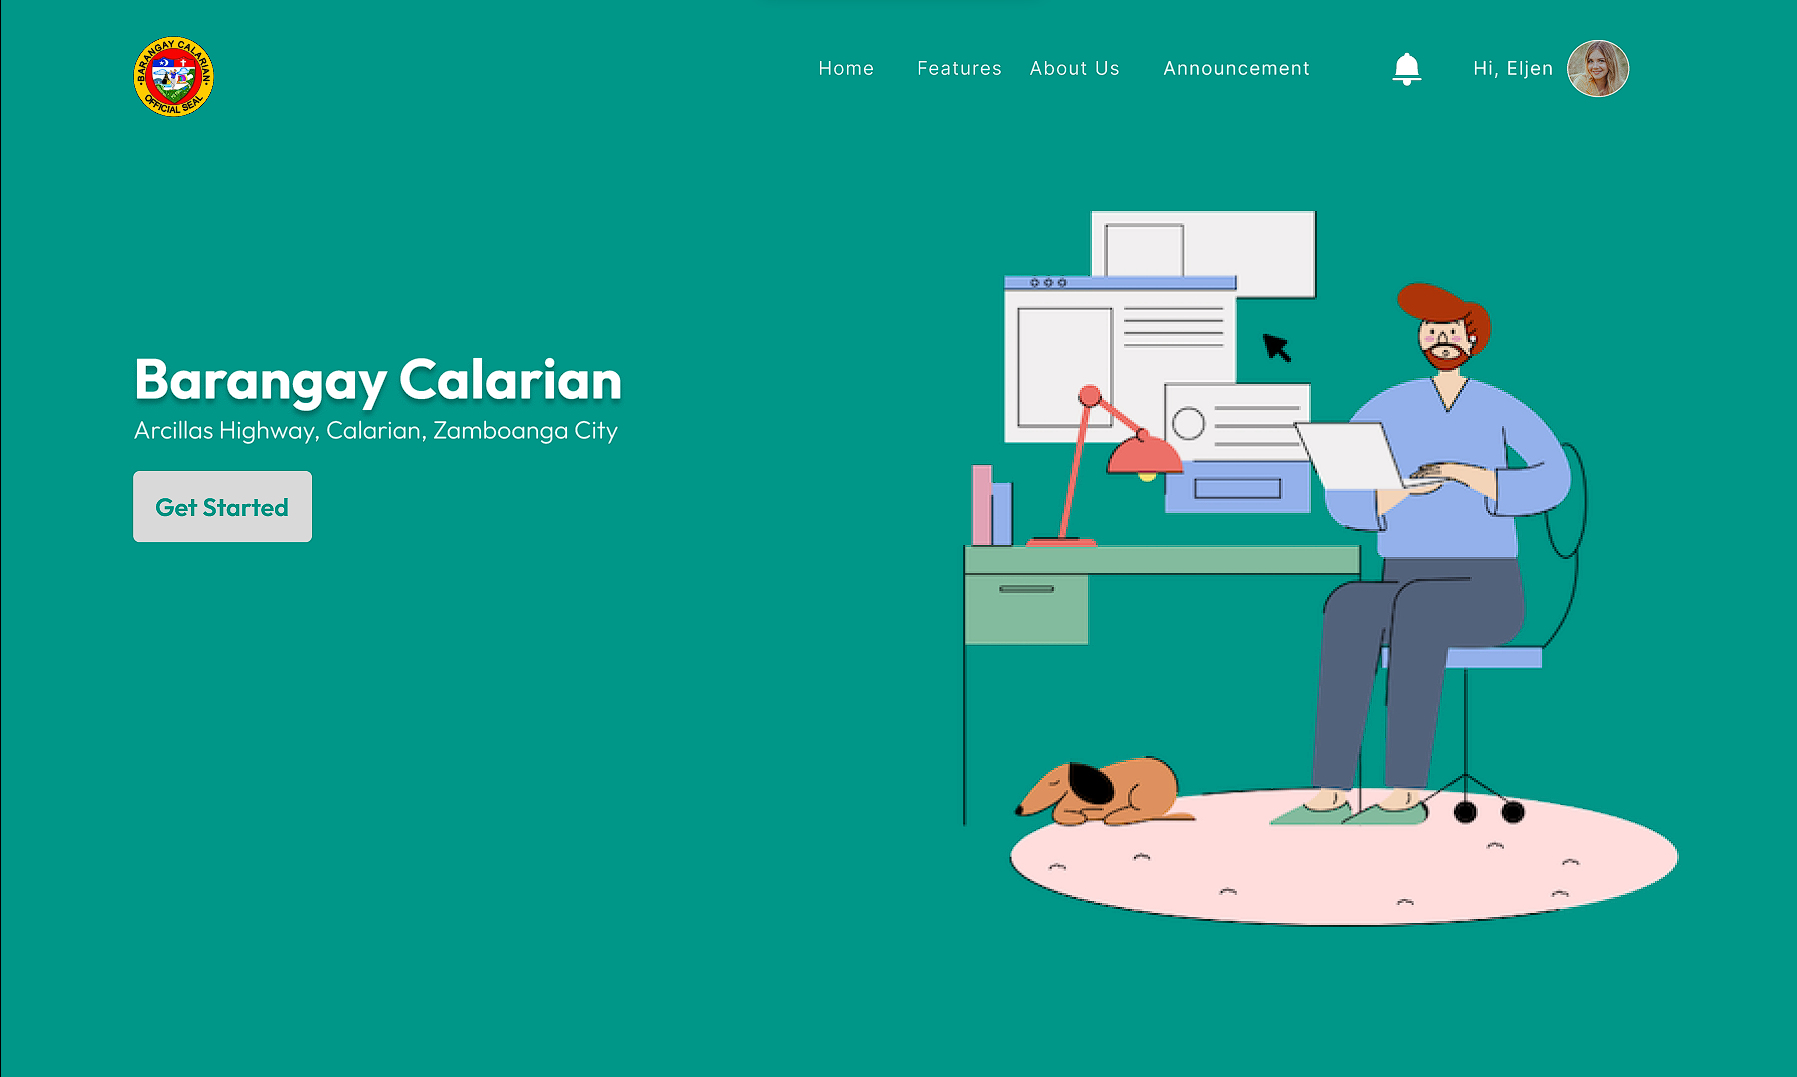 BARANGAY CALARIAN
OFFICIAL SEAL
Home Features About Us Announcement Hi, Eljen
Barangay Calarian
Arcillas Highway, Calarian, Zamboanga City
Get Started